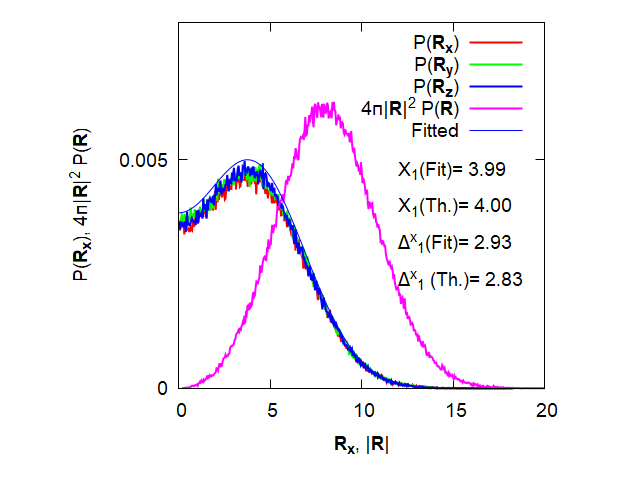 P(Rx)
P(Ry)
P(Rz)
4π|R|² P(R)
Fitted
X₁(Fit)= 3.99
X₁(Th.)= 4.00
Δˣ₁(Fit)= 2.93
Δˣ₁ (Th.)= 2.83
P(Rx), 4π|R|² P(R)
0.005
0
0 5 10 15 20
Rx, |R|